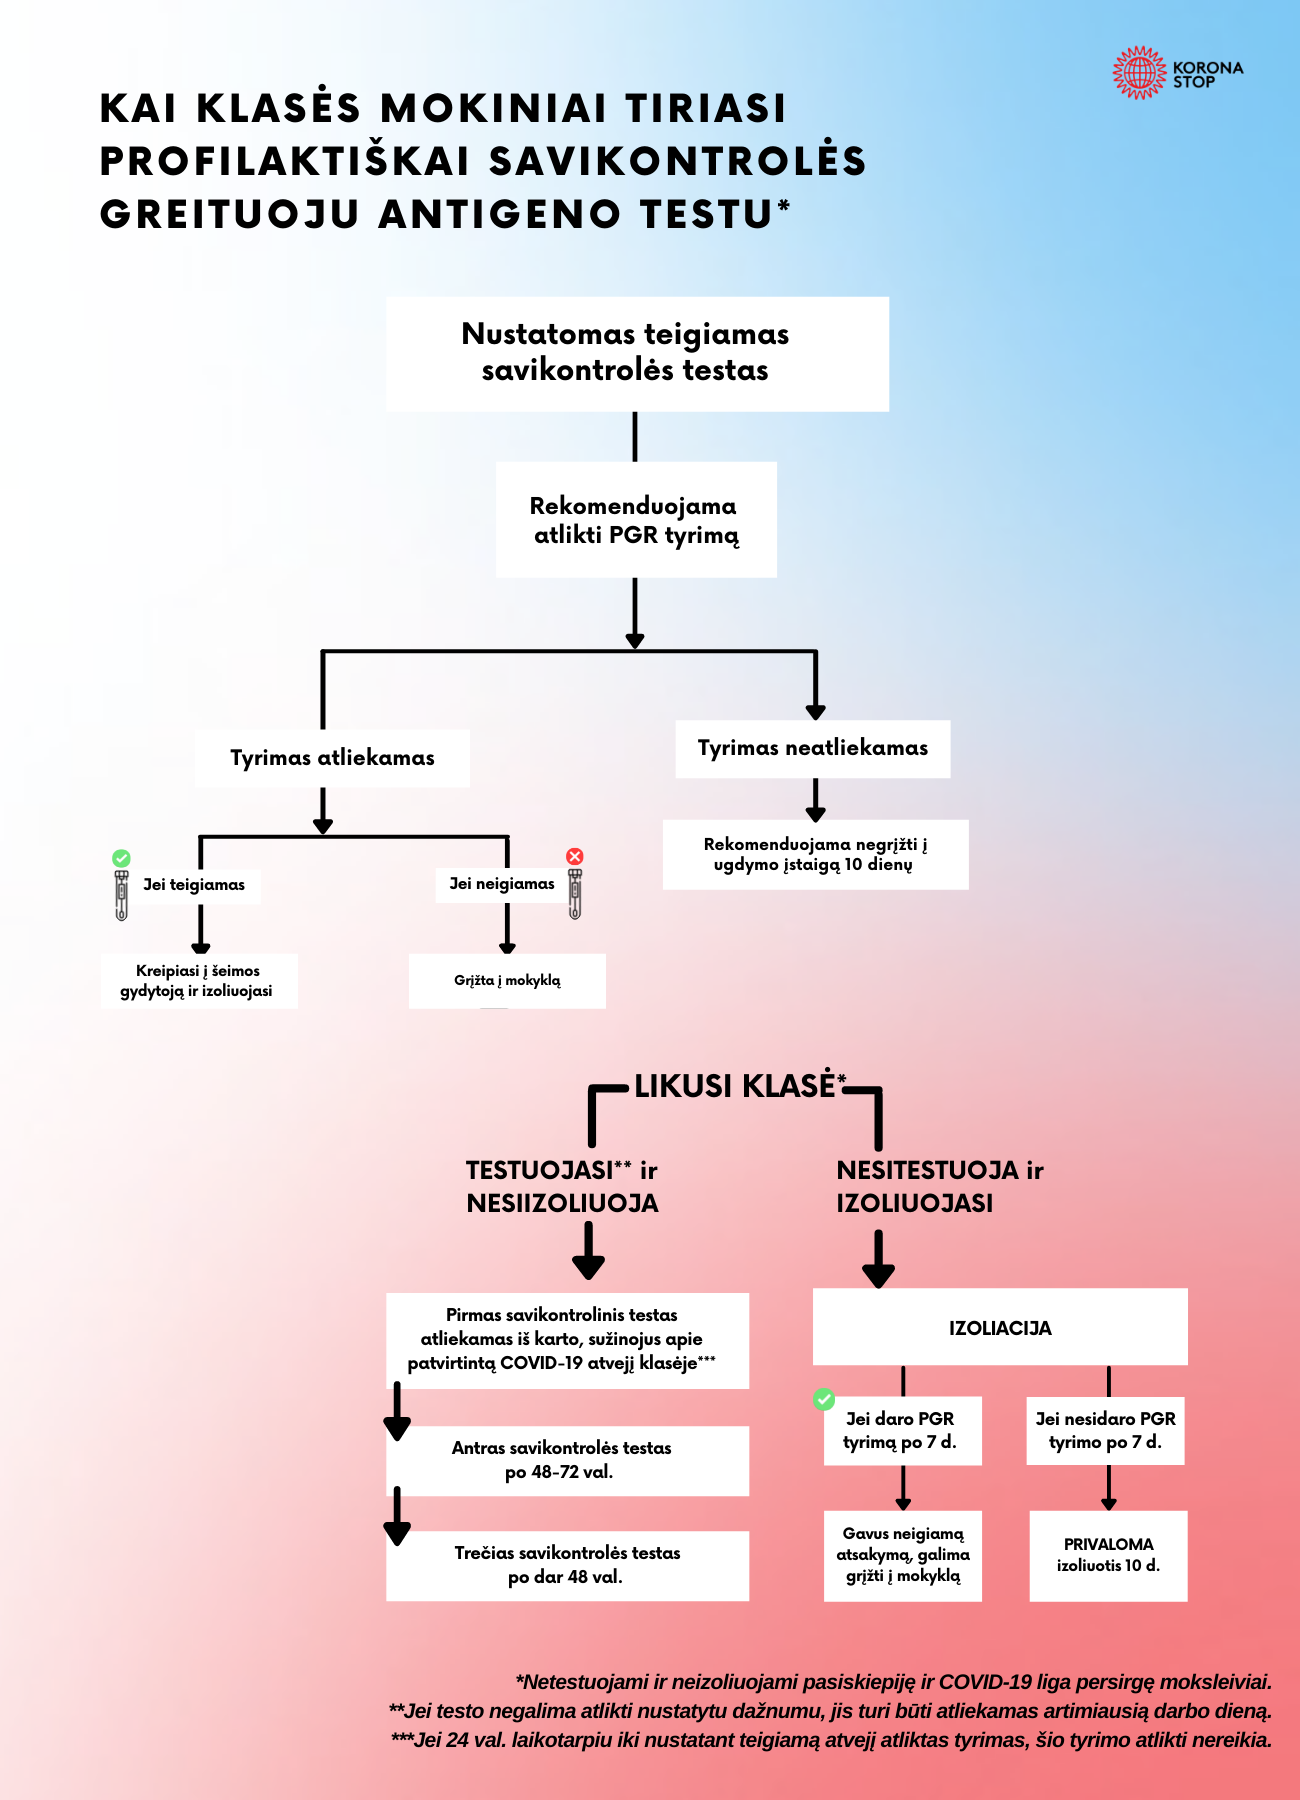 KORONA
STOP
KAI KLASĖS MOKINIAI TIRIASI
PROFILAKTIŠKAI SAVIKONTROLĖS
GREITUOJU ANTIGENO TESTU*
Nustatomas teigiamas
savikontrolės testas
Rekomenduojama
atlikti PGR tyrimą
Tyrimas atliekamas
Tyrimas neatliekamas
Rekomenduojama negrįžti į
ugdymo įstaigą 10 dienų
Jei teigiamas
Jei neigiamas
Kreipiasi į šeimos
gydytoją ir izoliuojasi
Grįžta į mokyklą
LIKUSI KLASĖ*
TESTUOJASI** ir
NESIIZOLIUOJA
NESITESTUOJA ir
IZOLIUOJASI
Pirmas savikontrolinis testas
atliekamas iš karto, sužinojus apie
patvirtintą COVID-19 atvejį klasėje***
Antras savikontrolės testas
po 48-72 val.
Trečias savikontrolės testas
po dar 48 val.
IZOLIACIJA
Jei daro PGR
tyrimą po 7 d.
Jei nesidaro PGR
tyrimo po 7 d.
Gavus neigiamą
atsakymą, galima
grįžti į mokyklą
PRIVALOMA
izoliuotis 10 d.
*Netestuojami ir neizoliuojami pasiskiepiję ir COVID-19 liga persirgę moksleiviai.
**Jei testo negalima atlikti nustatytu dažnumu, jis turi būti atliekamas artimiausią darbo dieną.
***Jei 24 val. laikotarpiu iki nustatant teigiamą atvejį atliktas tyrimas, šio tyrimo atlikti nereikia.